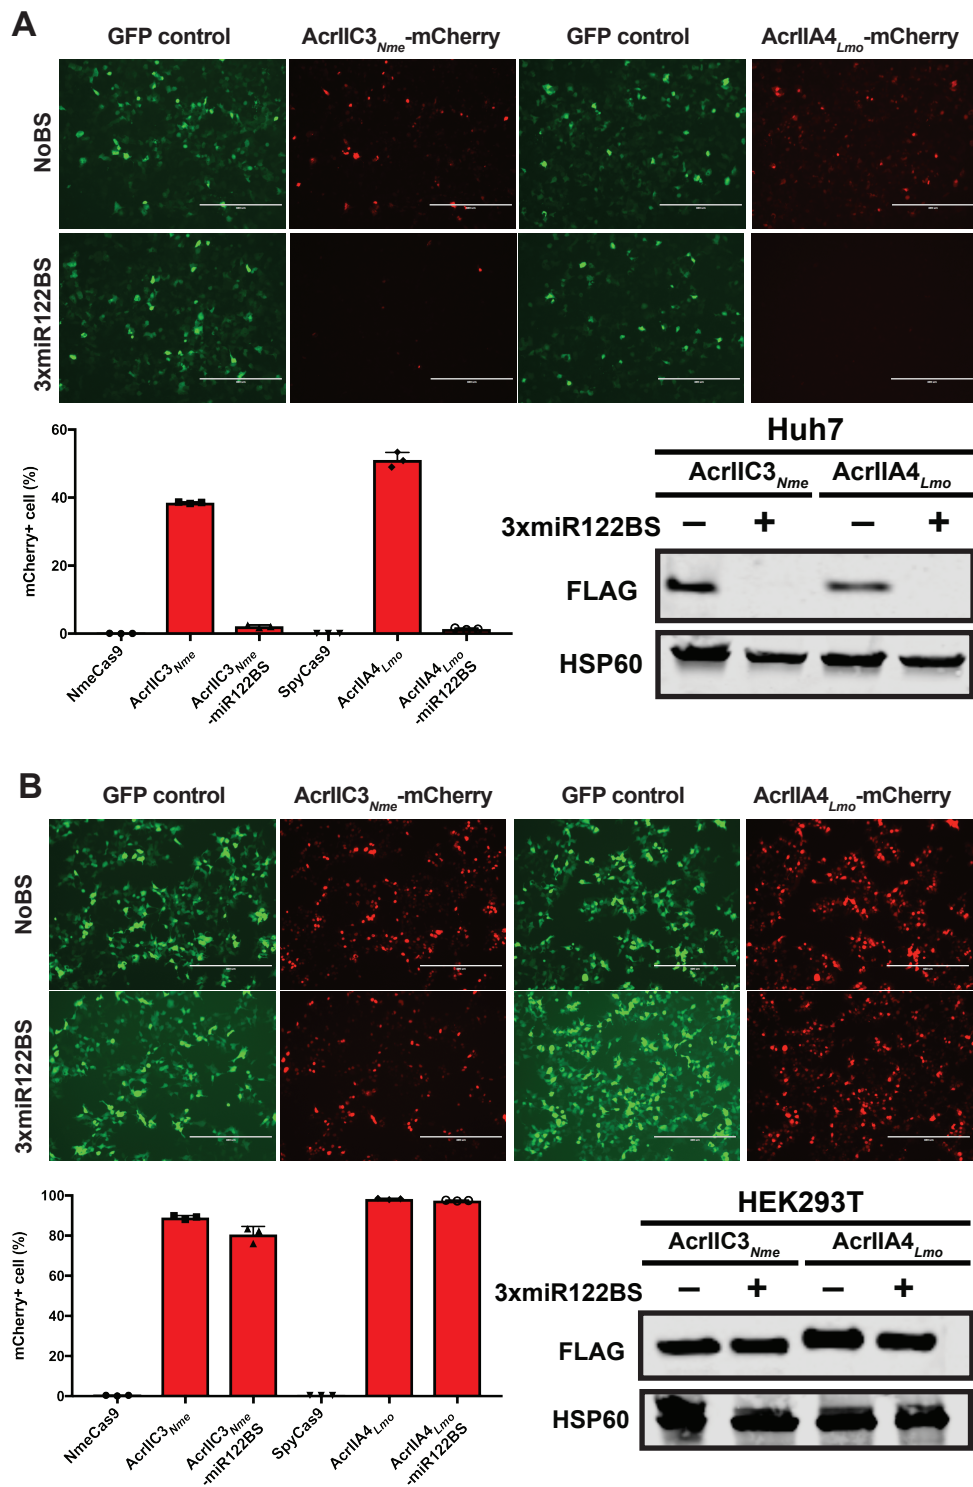 A
GFP control
AcrIIC3Nme-mCherry
GFP control
AcrIIA4Lmo-mCherry
NoBS
3xmiR122BS
mCherry+ cell (%)
60
40
20
0
NmeCas9
AcrIIC3Nme
AcrIIC3Nme
-miR122BS
SpyCas9
AcrIIA4Lmo
AcrIIA4Lmo
-miR122BS
Huh7
AcrIIC3Nme
AcrIIA4Lmo
3xmiR122BS
– + – +
FLAG
HSP60
B
GFP control
AcrIIC3Nme-mCherry
GFP control
AcrIIA4Lmo-mCherry
NoBS
3xmiR122BS
mCherry+ cell (%)
100
80
60
40
20
0
NmeCas9
AcrIIC3Nme
AcrIIC3Nme
-miR122BS
SpyCas9
AcrIIA4Lmo
AcrIIA4Lmo
-miR122BS
HEK293T
AcrIIC3Nme
AcrIIA4Lmo
3xmiR122BS
– + – +
FLAG
HSP60